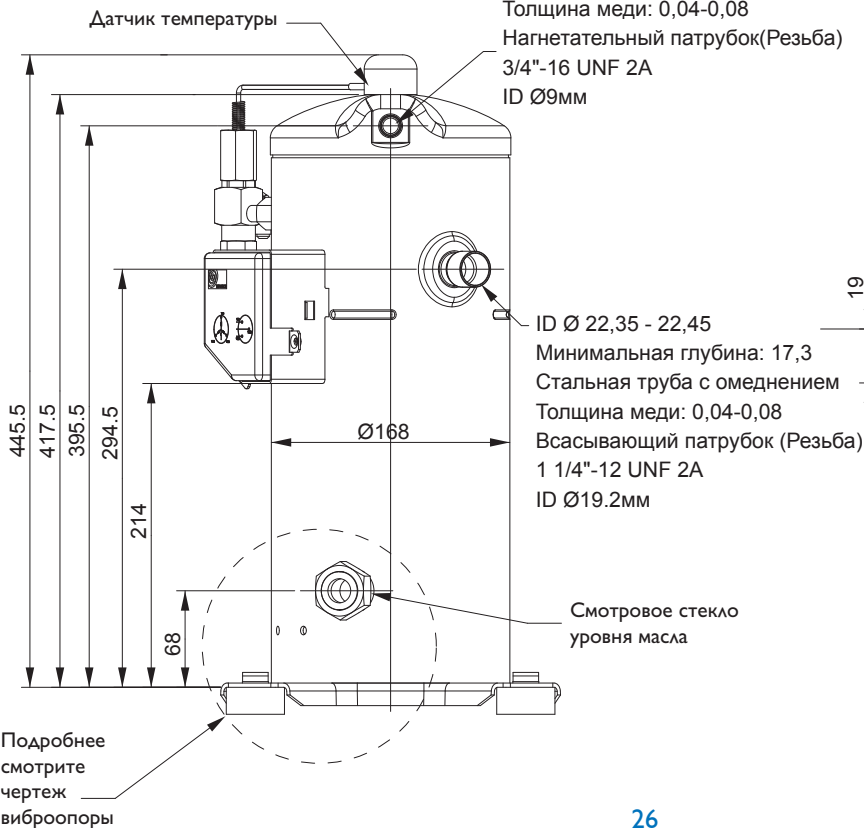 Толщина меди: 0,04-0,08
Датчик температуры
Нагнетательный патрубок(Резьба)
3/4"-16 UNF 2A
ID Ø9мм
19
ID Ø 22,35 - 22,45
Минимальная глубина: 17,3
Стальная труба с омеднением
Толщина меди: 0,04-0,08
Всасывающий патрубок (Резьба)
1 1/4"-12 UNF 2A
ID Ø19.2мм
445.5
417.5
395.5
294.5
214
Ø168
68
Смотровое стекло
уровня масла
Подробнее
смотрите
чертеж
виброопоры
26